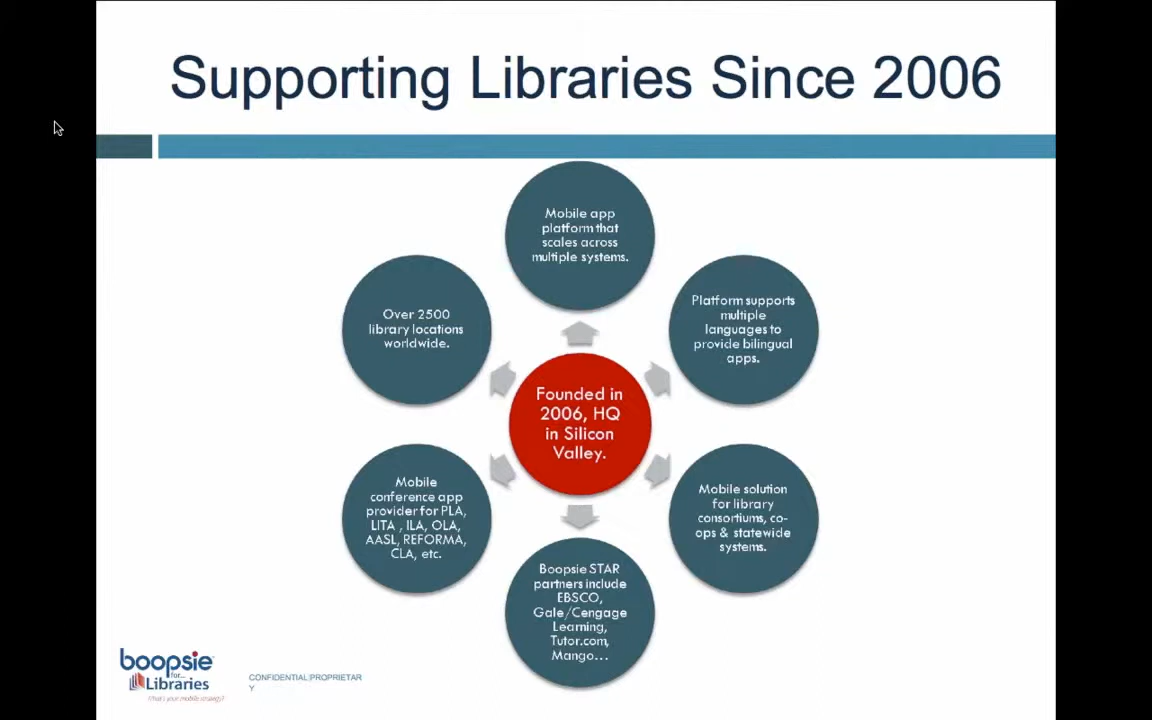 Supporting Libraries Since 2006
Mobile app
platform that
scales across
multiple systems.
Platform supports
multiple
languages to
provide bilingual
apps.
Mobile solution
for library
consortiums, co-
ops & statewide
systems.
Boopsie STAR
partners include
EBSCO,
Gale/Cengage
Learning,
Tutor.com,
Mango...
Mobile
conference app
provider for PLA,
LITA , ILA, OLA,
AASL, REFORMA,
CLA, etc.
Over 2500
library locations
worldwide.
Founded in
2006, HQ
in Silicon
Valley.
boopsie
for...
Libraries
What's your mobile strategy?
CONFIDENTIAL:PROPRIETAR
Y